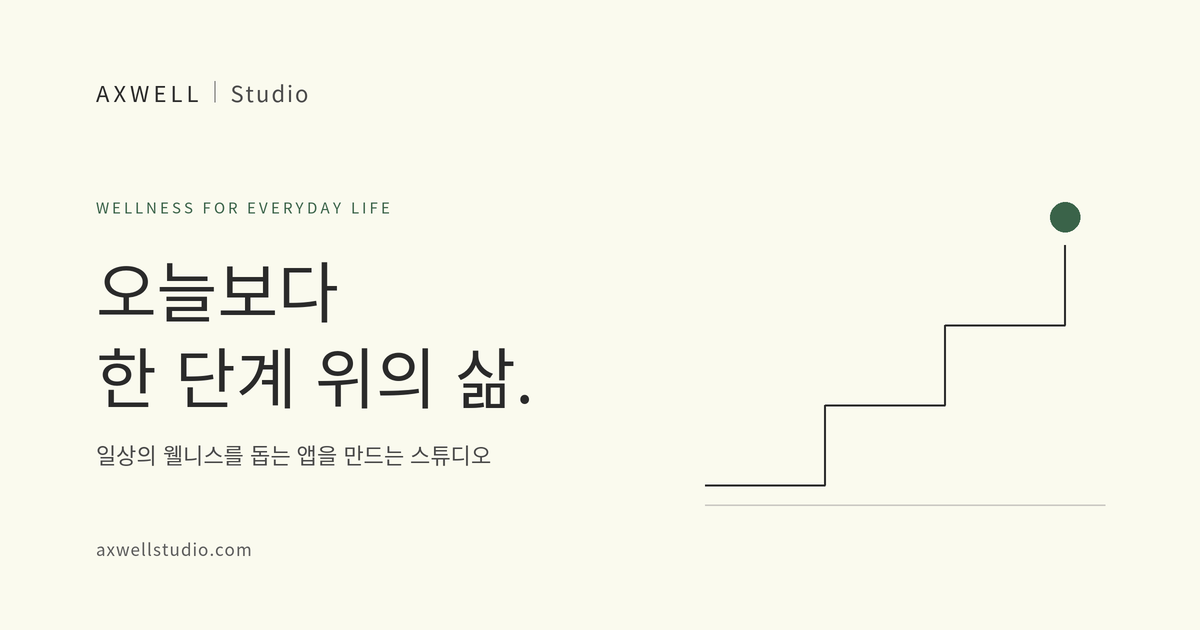 AXWELL | Studio
WELLNESS FOR EVERYDAY LIFE
오늘보다
한 단계 위의 삶.
일상의 웰니스를 돕는 앱을 만드는 스튜디오
axwellstudio.com